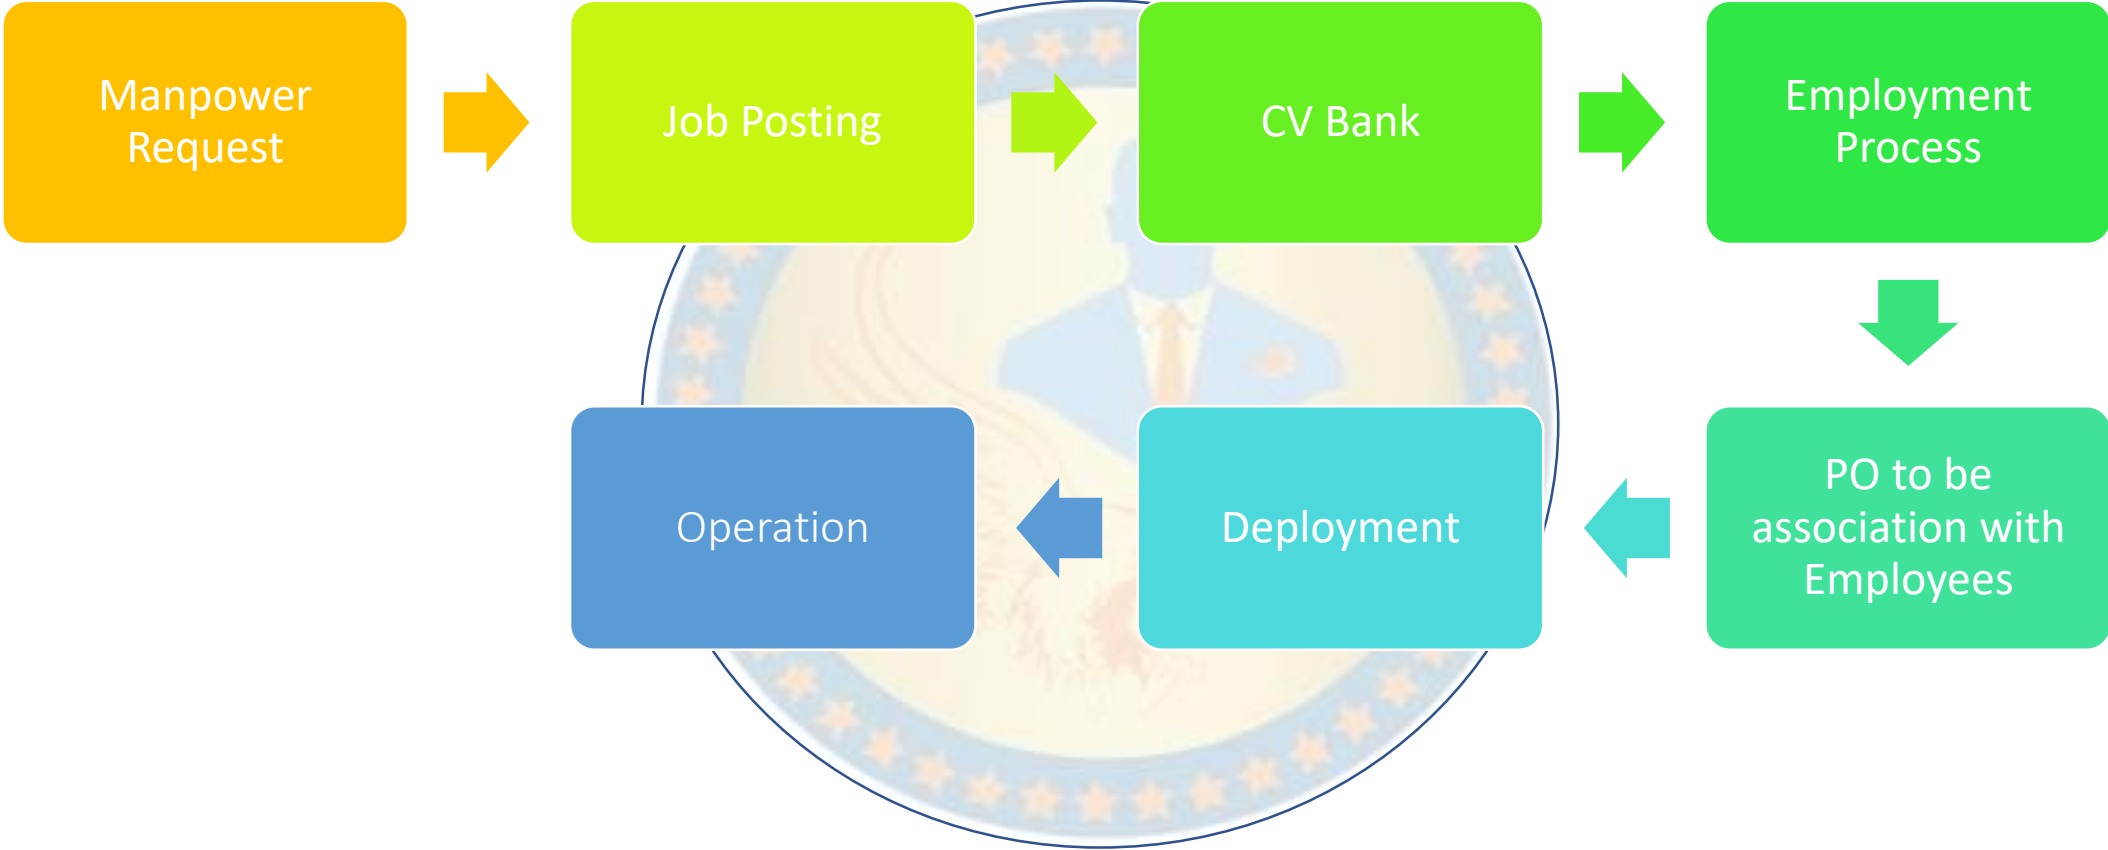 Manpower
Request
Job Posting
CV Bank
Employment
Process
PO to be
association with
Employees
Deployment
Operation